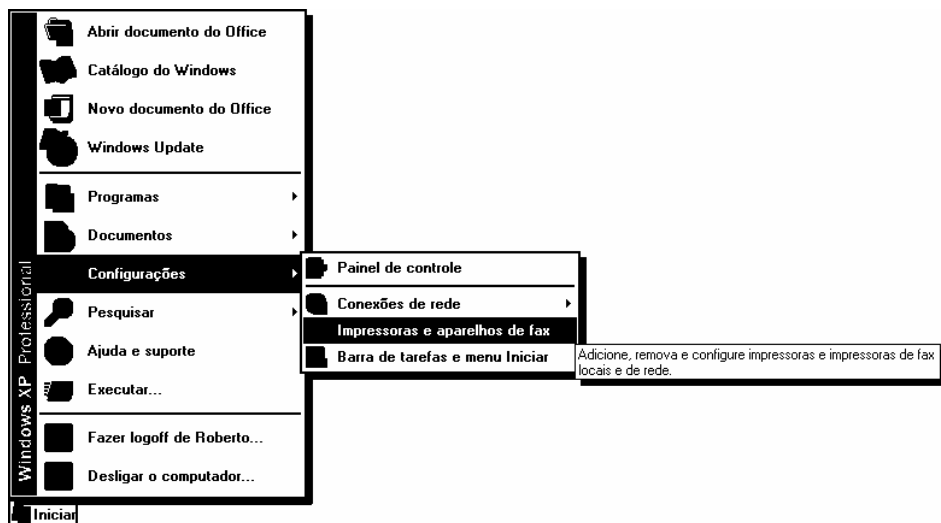 Abrir documento do Office
Catálogo do Windows
Novo documento do Office
Windows Update
Programas
Documentos
Configurações
Pesquisar
Ajuda e suporte
Executar...
Fazer logoff de Roberto...
Desligar o computador...
Windows XP Professional
Iniciar
Painel de controle
Conexões de rede
Impressoras e aparelhos de fax
Barra de tarefas e menu Iniciar
Adicione, remova e configure impressoras e impressoras de fax
locais e de rede.